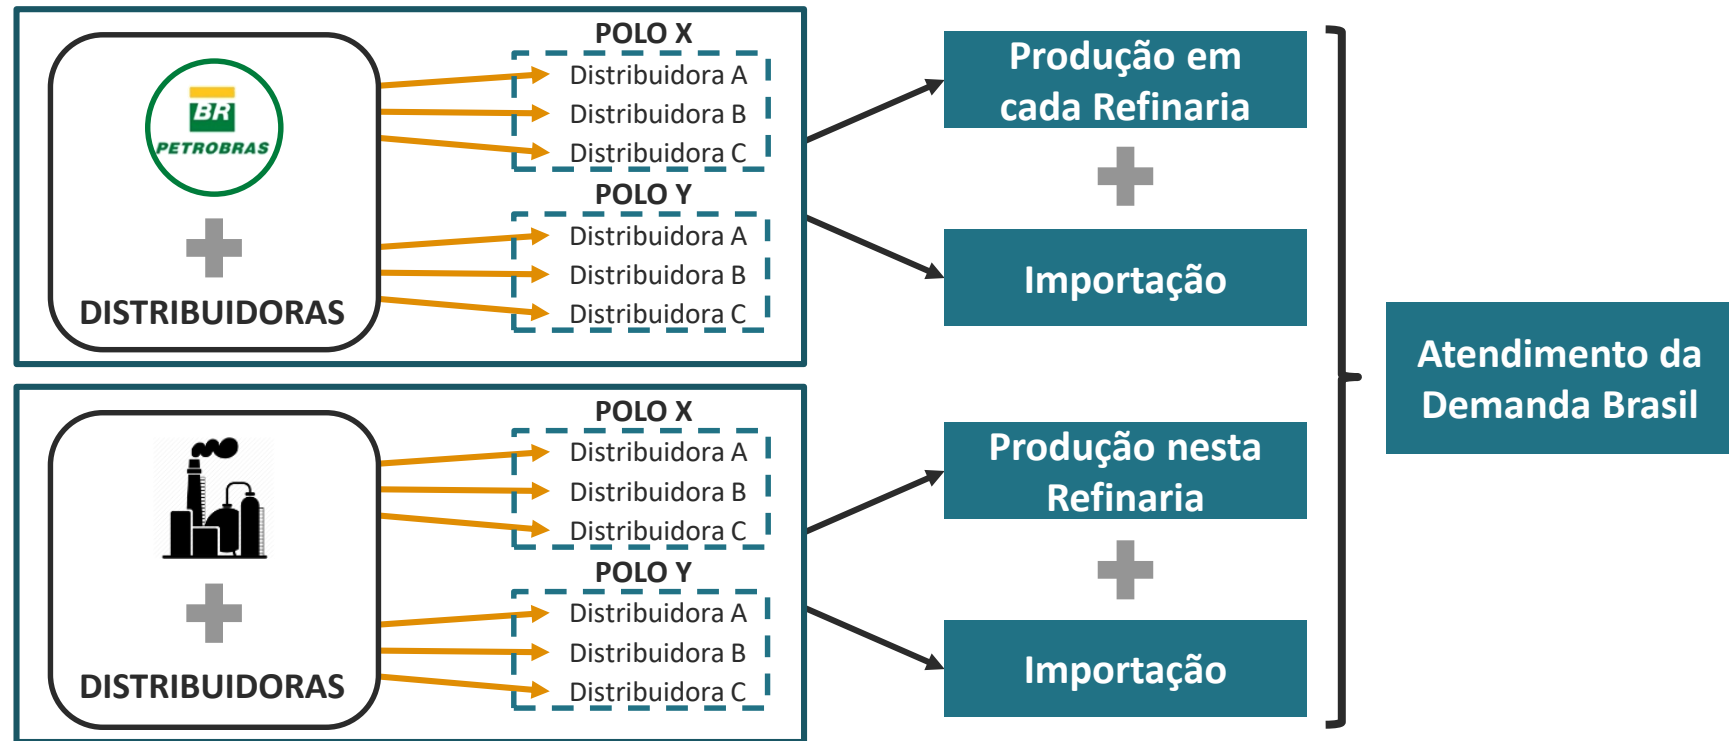 BR
PETROBRAS
DISTRIBUIDORAS
POLO X
Distribuidora A
Distribuidora B
Distribuidora C
POLO Y
Distribuidora A
Distribuidora B
Distribuidora C
Produção em
cada Refinaria
Importação
DISTRIBUIDORAS
POLO X
Distribuidora A
Distribuidora B
Distribuidora C
POLO Y
Distribuidora A
Distribuidora B
Distribuidora C
Produção nesta
Refinaria
Importação
Atendimento da
Demanda Brasil